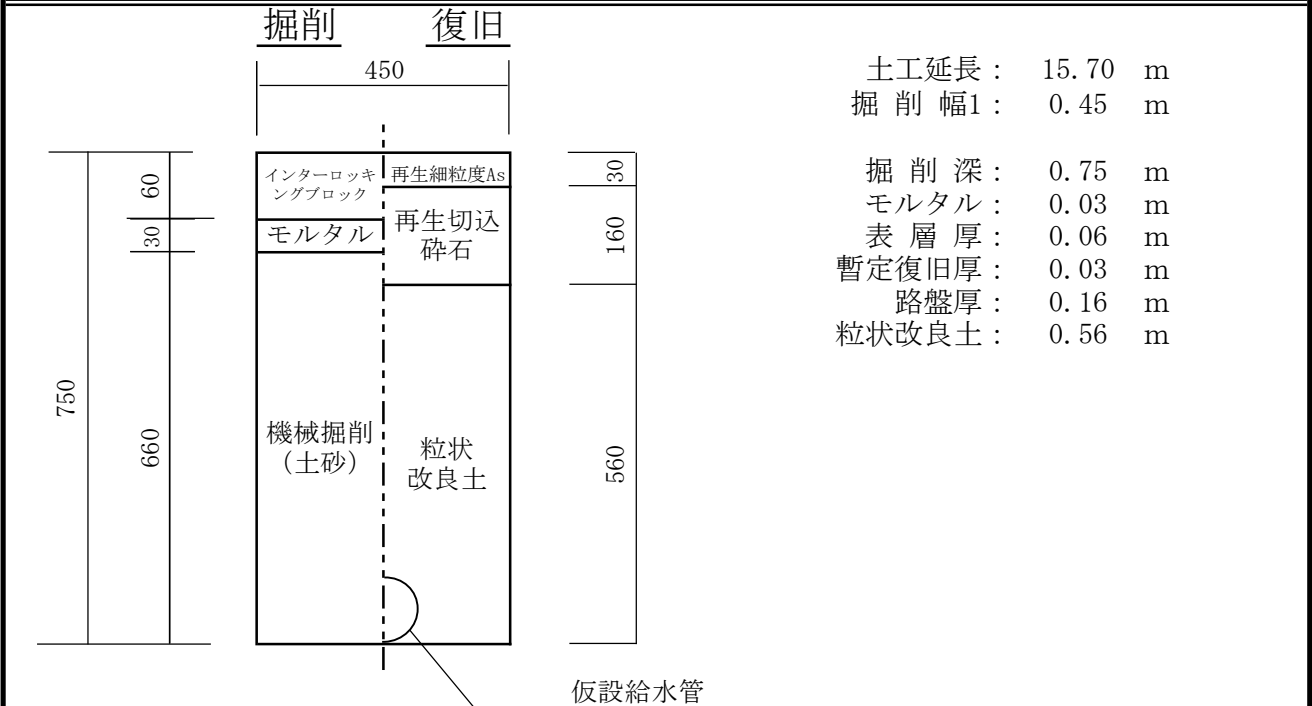 掘削 復旧
450
土工延長： 15.70 m
掘 削 幅1： 0.45 m
掘 削 深： 0.75 m
モルタル： 0.03 m
表 層 厚： 0.06 m
暫定復旧厚： 0.03 m
路盤厚： 0.16 m
粒状改良土： 0.56 m
750
60
30
660
インターロッキ
ングブロック
モルタル
機械掘削
（土砂）
再生細粒度As
再生切込
砕石
粒状
改良土
30
160
560
仮設給水管